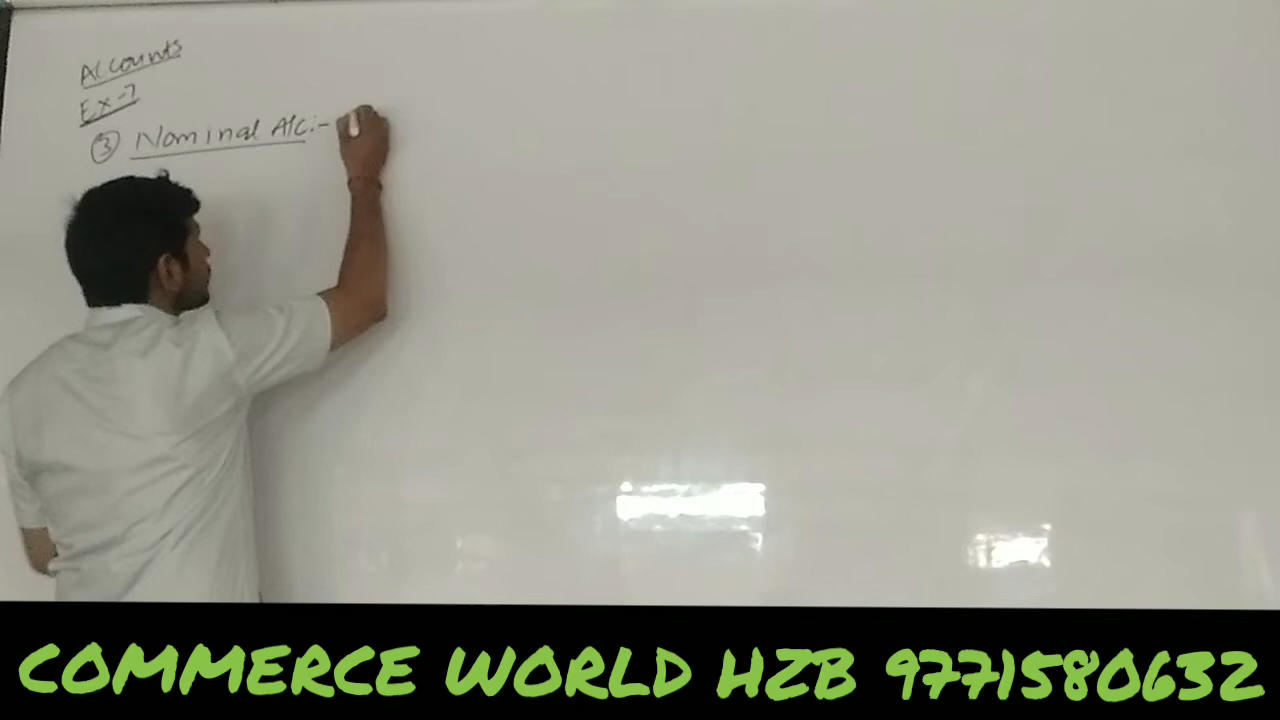 Accounts
Ex-7
③ Nominal A/c:-
COMMERCE WORLD HZB 9771580632